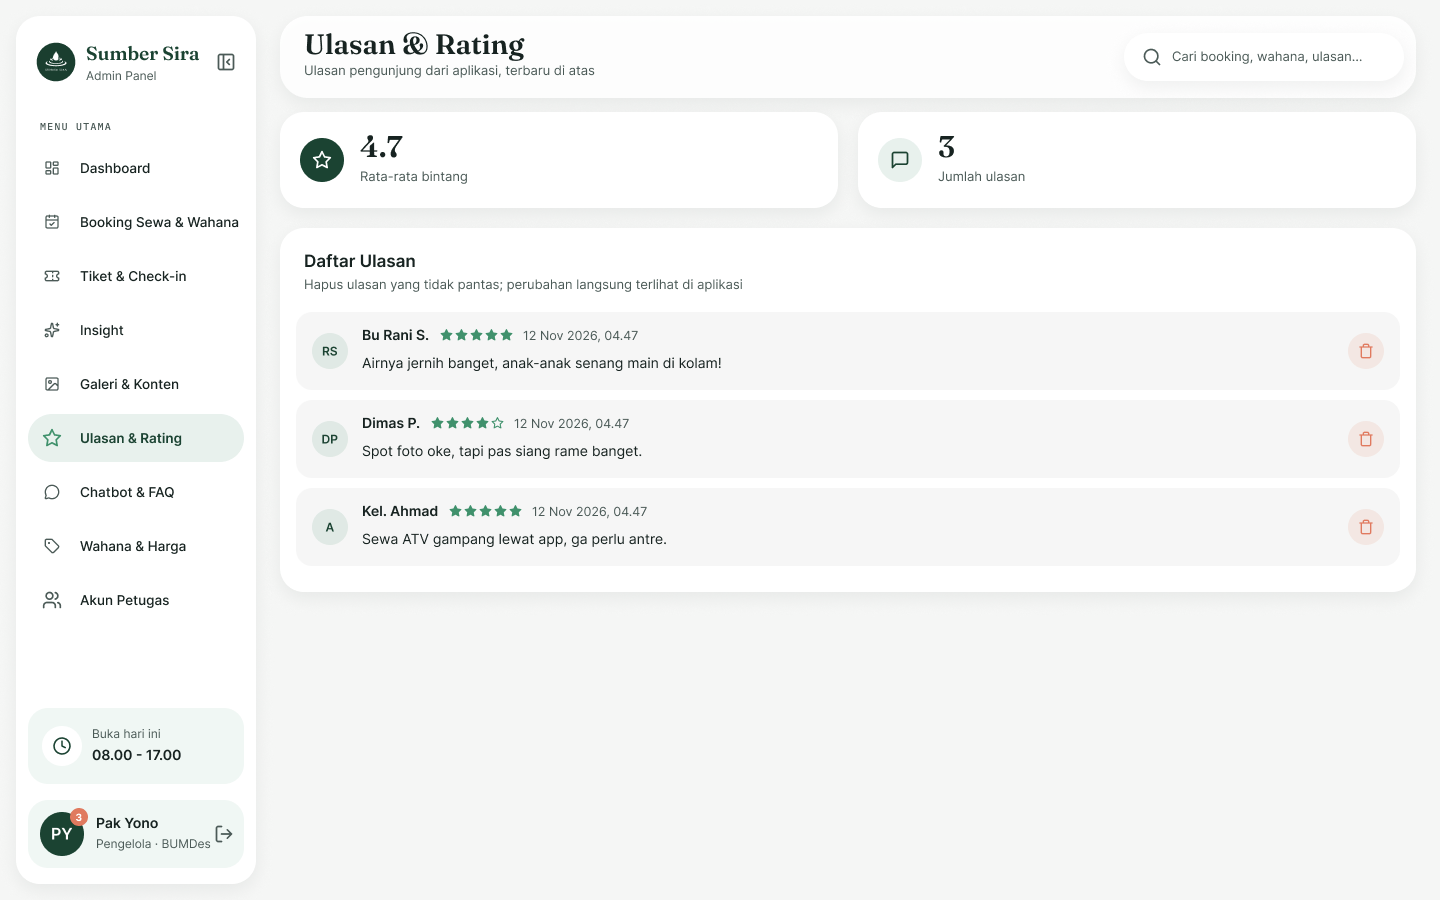 Sumber Sira
Admin Panel
MENU UTAMA
Dashboard
Booking Sewa & Wahana
Tiket & Check-in
Insight
Galeri & Konten
Ulasan & Rating
Chatbot & FAQ
Wahana & Harga
Akun Petugas
Buka hari ini
08.00 - 17.00
PY
3
Pak Yono
Pengelola · BUMDes
Ulasan & Rating
Ulasan pengunjung dari aplikasi, terbaru di atas
Cari booking, wahana, ulasan...
4.7
Rata-rata bintang
3
Jumlah ulasan
Daftar Ulasan
Hapus ulasan yang tidak pantas; perubahan langsung terlihat di aplikasi
RS
Bu Rani S. 12 Nov 2026, 04.47
Airnya jernih banget, anak-anak senang main di kolam!
DP
Dimas P. 12 Nov 2026, 04.47
Spot foto oke, tapi pas siang rame banget.
A
Kel. Ahmad 12 Nov 2026, 04.47
Sewa ATV gampang lewat app, ga perlu antre.